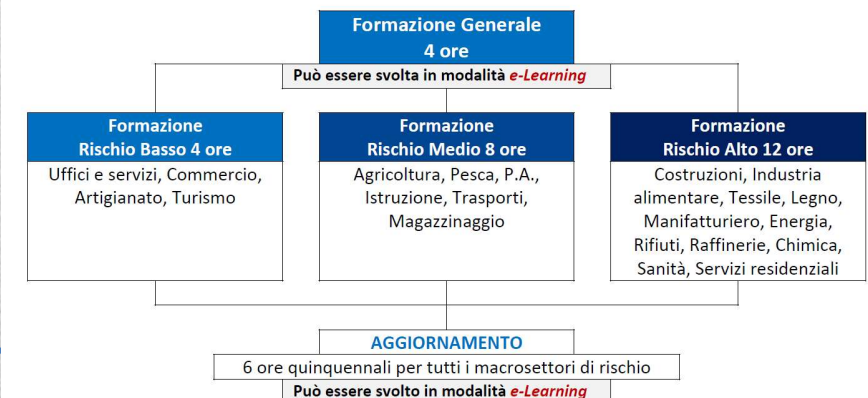 Formazione Generale
4 ore
Può essere svolta in modalità e-Learning
Formazione
Rischio Basso 4 ore
Uffici e servizi, Commercio,
Artigianato, Turismo
Formazione
Rischio Medio 8 ore
Agricoltura, Pesca, P.A.,
Istruzione, Trasporti,
Magazzinaggio
Formazione
Rischio Alto 12 ore
Costruzioni, Industria
alimentare, Tessile, Legno,
Manifatturiero, Energia,
Rifiuti, Raffinerie, Chimica,
Sanità, Servizi residenziali
AGGIORNAMENTO
6 ore quinquennali per tutti i macrosettori di rischio
Può essere svolto in modalità e-Learning